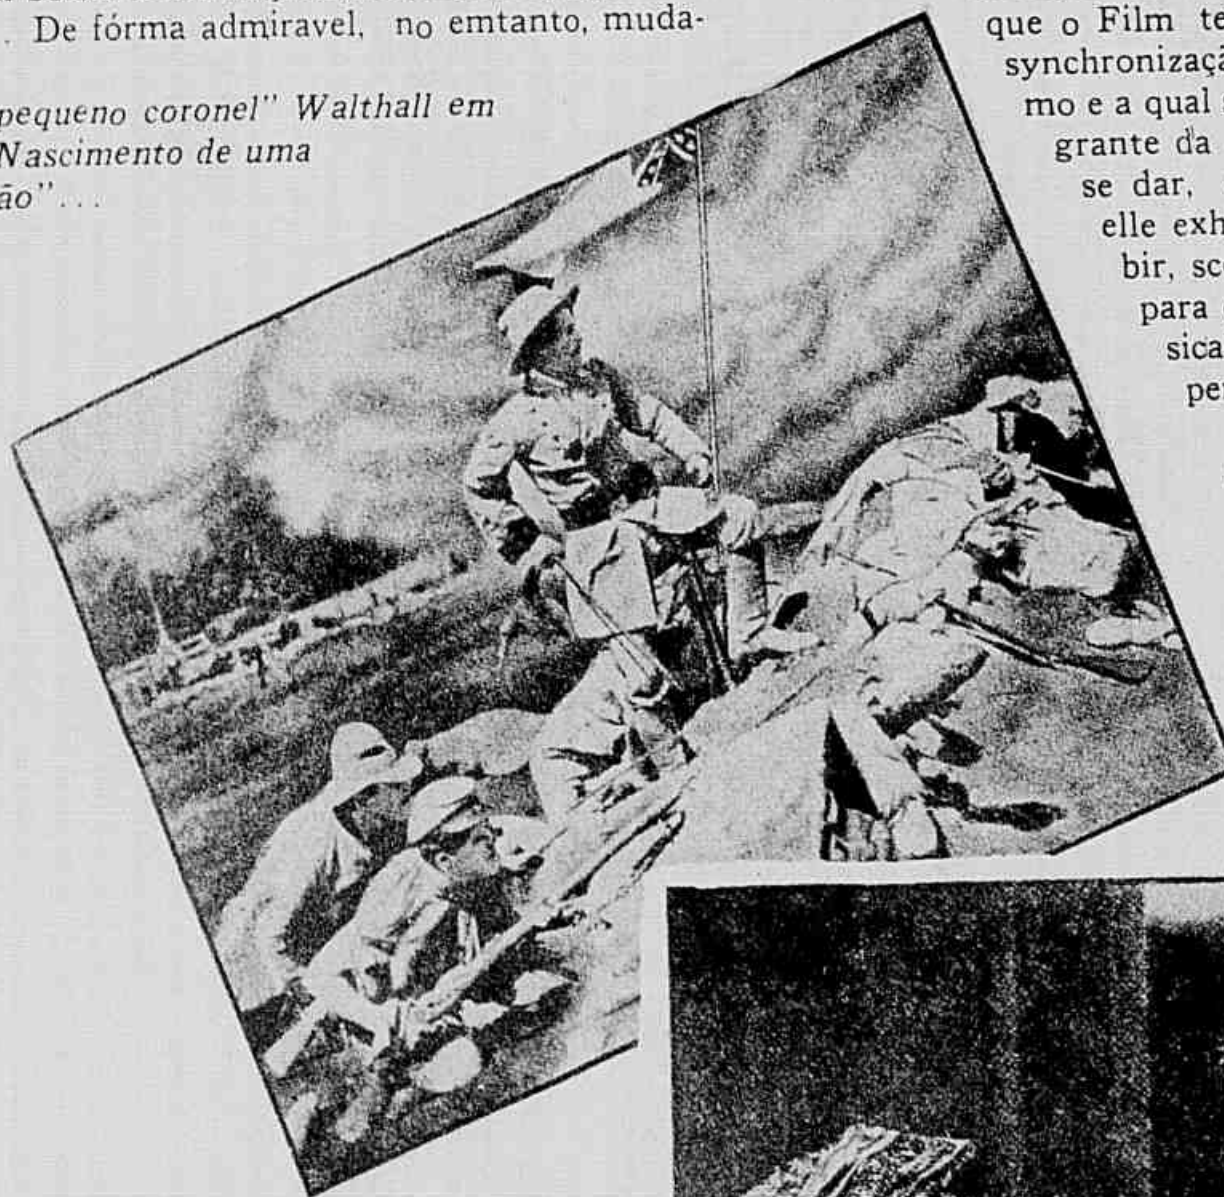 . De fórma admiravel, no emtanto, muda-
pequeno coronel" Walthall em
Nascimento de uma
ão"...
que o Film te
synchronizaçã
mo e a qual
grante da
se dar,
elle exh
bir, sc
para
sica
pe